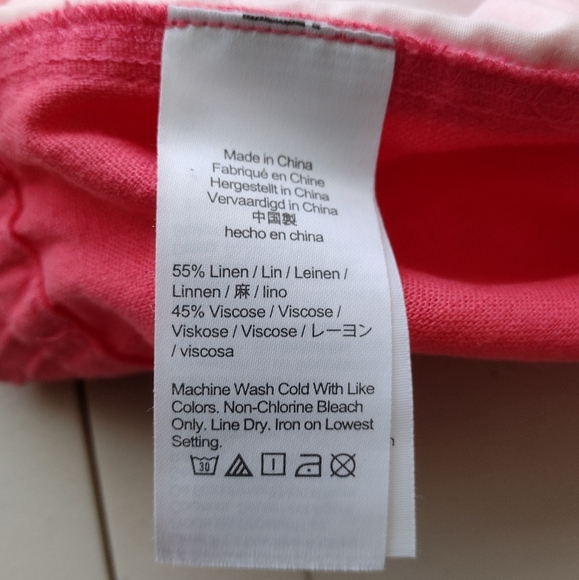 Made in China
Fabriqué en Chine
Hergestellt in China
Vervaardigd in China
中国製
hecho en china
55% Linen / Lin / Leinen /
Linnen / 麻 / lino
45% Viscose / Viscose /
Viskose / Viscose / レーヨン
/ viscosa
Machine Wash Cold With Like
Colors. Non-Chlorine Bleach
Only. Line Dry. Iron on Lowest
Setting.
30